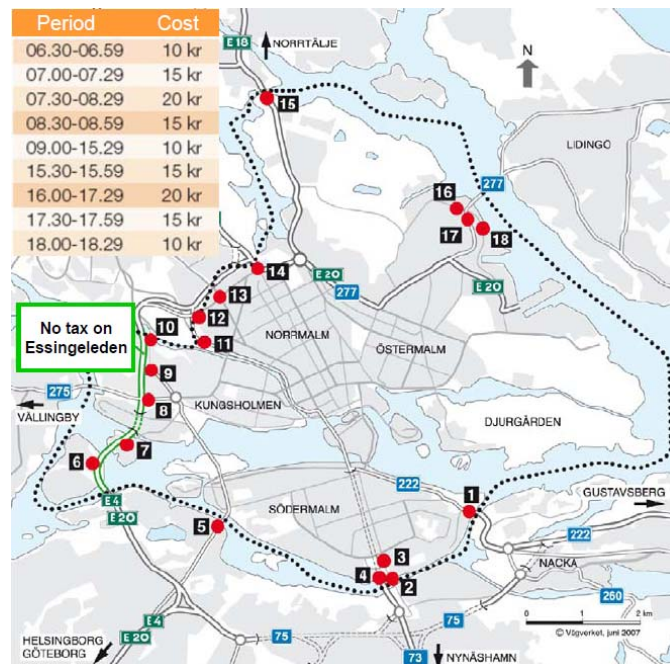 Period Cost
06.30-06.59 10 kr
07.00-07.29 15 kr
07.30-08.29 20 kr
08.30-08.59 15 kr
09.00-15.29 10 kr
15.30-15.59 15 kr
16.00-17.29 20 kr
17.30-17.59 15 kr
18.00-18.29 10 kr
E18
NORRTÄLJE
N
15
LIDINGÖ
277
16
17
18
14
E 20
E 20
277
13
12
NORRMALM
No tax on
Essingeleden
10
11
ÖSTERMALM
9
275
8
KUNGSHOLMEN
VÄLLINGBY
DJURGÅRDEN
7
6
222
1
E4
E 20
GUSTAVSBERG
SÖDERMALM
5
222
3
NACKA
4
2
260
E4
E 20
75
75
0 1 2 km
© Vägverket, juni 2007
HELSINGBORG
GÖTEBORG
73
NYNÄSHAMN